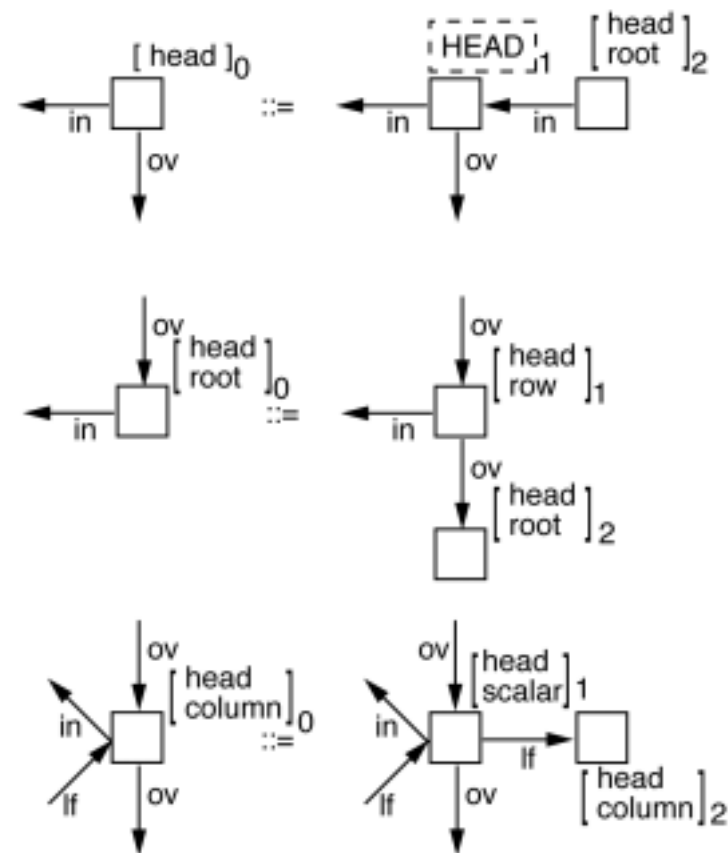 [ head ]0 ::= HEAD 1 [ head root ]2
in in in
ov ov
ov ov
[ head root ]0 ::= [ head row ]1
in in
ov
[ head root ]2
ov ov
[ head column ]0 ::= [ head scalar ]1
in in
lf lf lf
ov ov
[ head column ]2